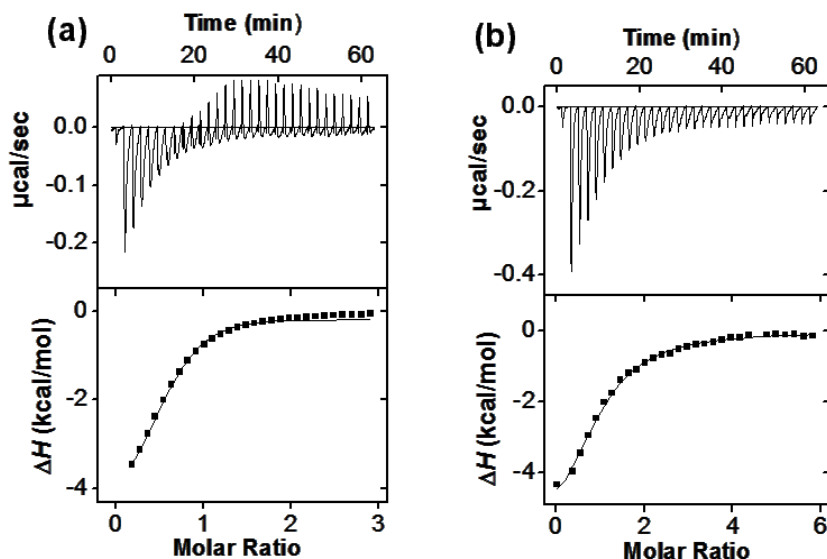 (a)
Time (min)
0 20 40 60
µcal/sec
0.0
-0.1
-0.2
ΔH (kcal/mol)
0
-2
-4
0 1 2 3
Molar Ratio
(b)
Time (min)
0 20 40 60
µcal/sec
0.0
-0.2
-0.4
ΔH (kcal/mol)
0
-2
-4
0 2 4 6
Molar Ratio